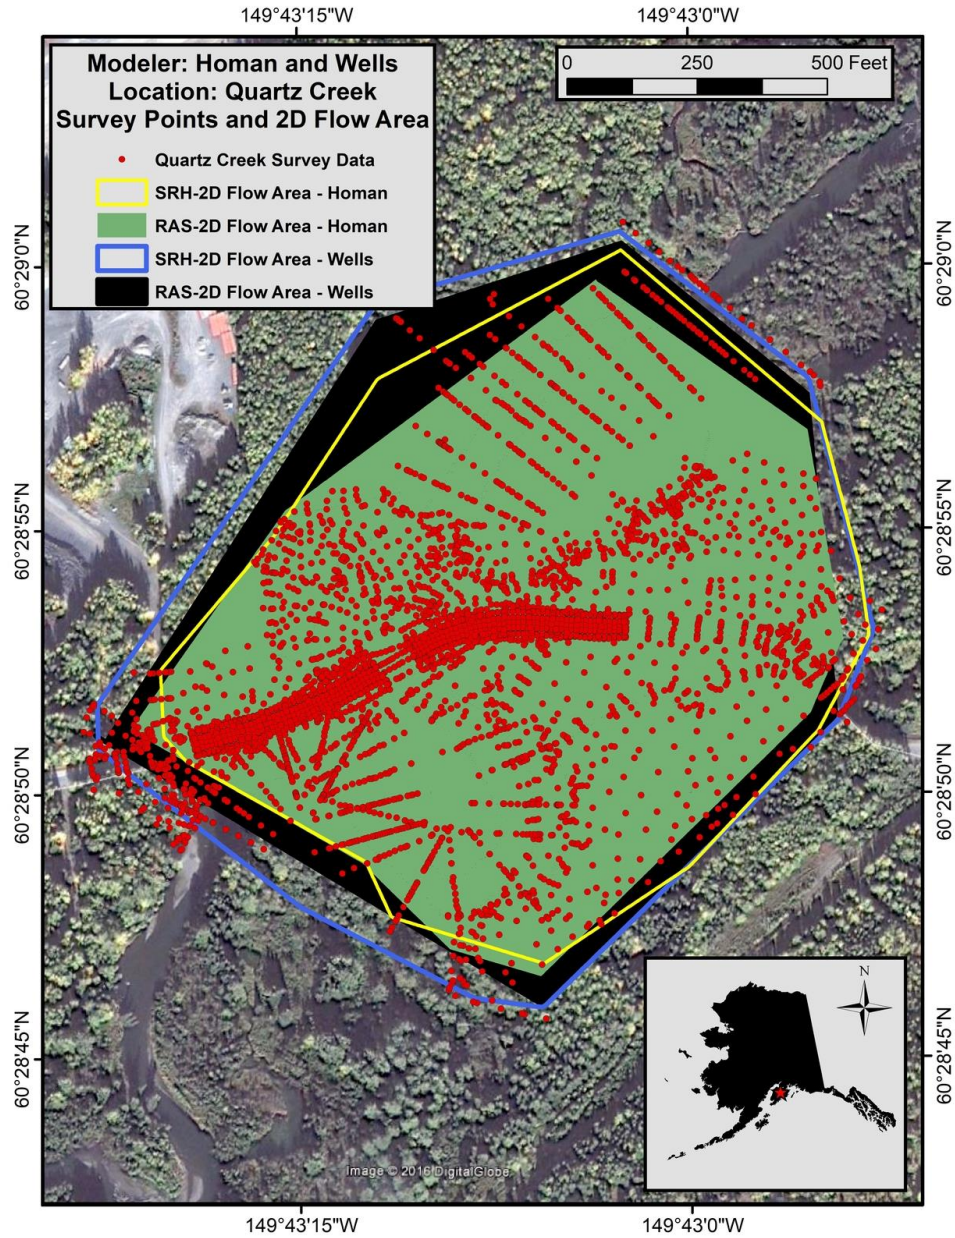 149°43'15"W
149°43'0"W
Modeler: Homan and Wells
Location: Quartz Creek
Survey Points and 2D Flow Area
Quartz Creek Survey Data
SRH-2D Flow Area - Homan
RAS-2D Flow Area - Homan
SRH-2D Flow Area - Wells
RAS-2D Flow Area - Wells
0 250 500 Feet
60°29'0"N
60°29'0"N
60°28'55"N
60°28'55"N
60°28'50"N
60°28'50"N
60°28'45"N
60°28'45"N
N
Image © 2016 DigitalGlobe
149°43'15"W
149°43'0"W